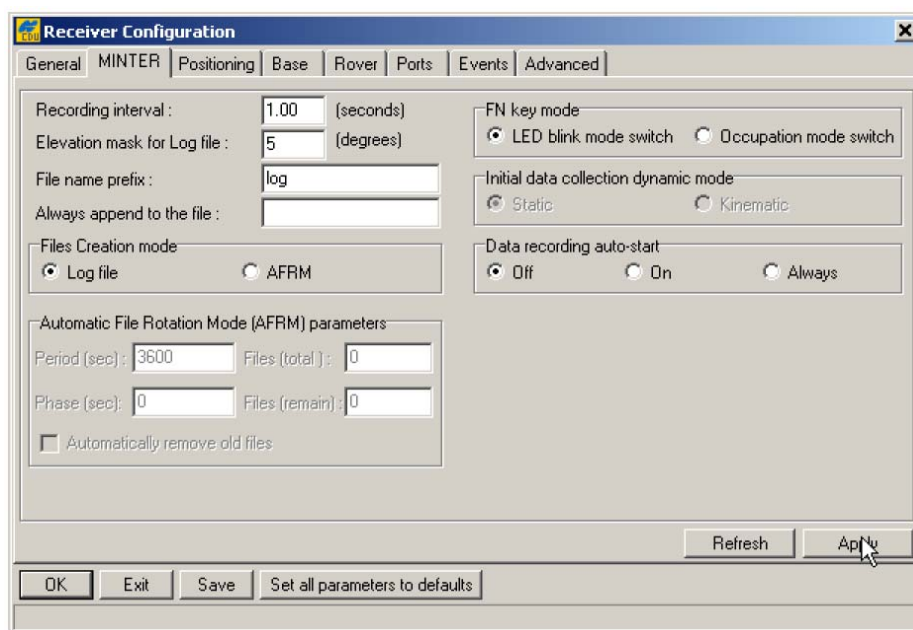 CDU Receiver Configuration
General MINTER Positioning Base Rover Ports Events Advanced
Recording interval : 1.00 (seconds)
Elevation mask for Log file : 5 (degrees)
File name prefix : log
Always append to the file :
Files Creation mode
Log file AFRM
Automatic File Rotation Mode (AFRM) parameters
Period (sec) : 3600 Files (total ) : 0
Phase (sec): 0 Files (remain) : 0
Automatically remove old files
FN key mode
LED blink mode switch Occupation mode switch
Initial data collection dynamic mode
Static Kinematic
Data recording auto-start
Off On Always
Refresh Apply
OK Exit Save Set all parameters to defaults